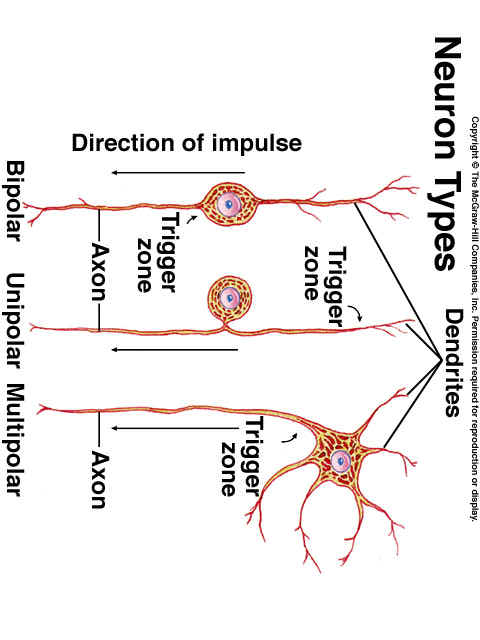 Copyright © The McGraw-Hill Companies, Inc. Permission required for reproduction or display.
Neuron Types
Dendrites
Direction of impulse
Trigger
zone
Trigger
zone
Trigger
zone
Axon
Axon
Bipolar
Unipolar
Multipolar